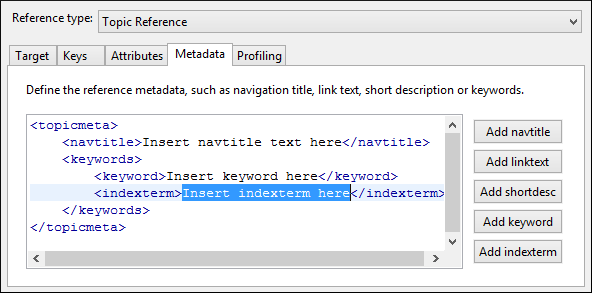 Reference type: Topic Reference
Target Keys Attributes Metadata Profiling
Define the reference metadata, such as navigation title, link text, short description or keywords.
<topicmeta>
<navtitle>Insert navtitle text here</navtitle>
<keywords>
<keyword>Insert keyword here</keyword>
<indexterm>Insert indexterm here</indexterm>
</keywords>
</topicmeta>
Add navtitle
Add linktext
Add shortdesc
Add keyword
Add indexterm